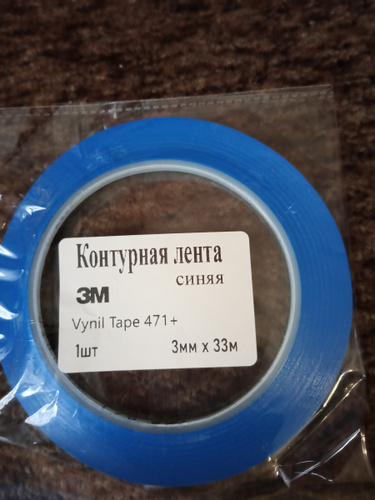 Контурная лента
синяя
3M
Vynil Tape 471+
1шт 3мм x 33м